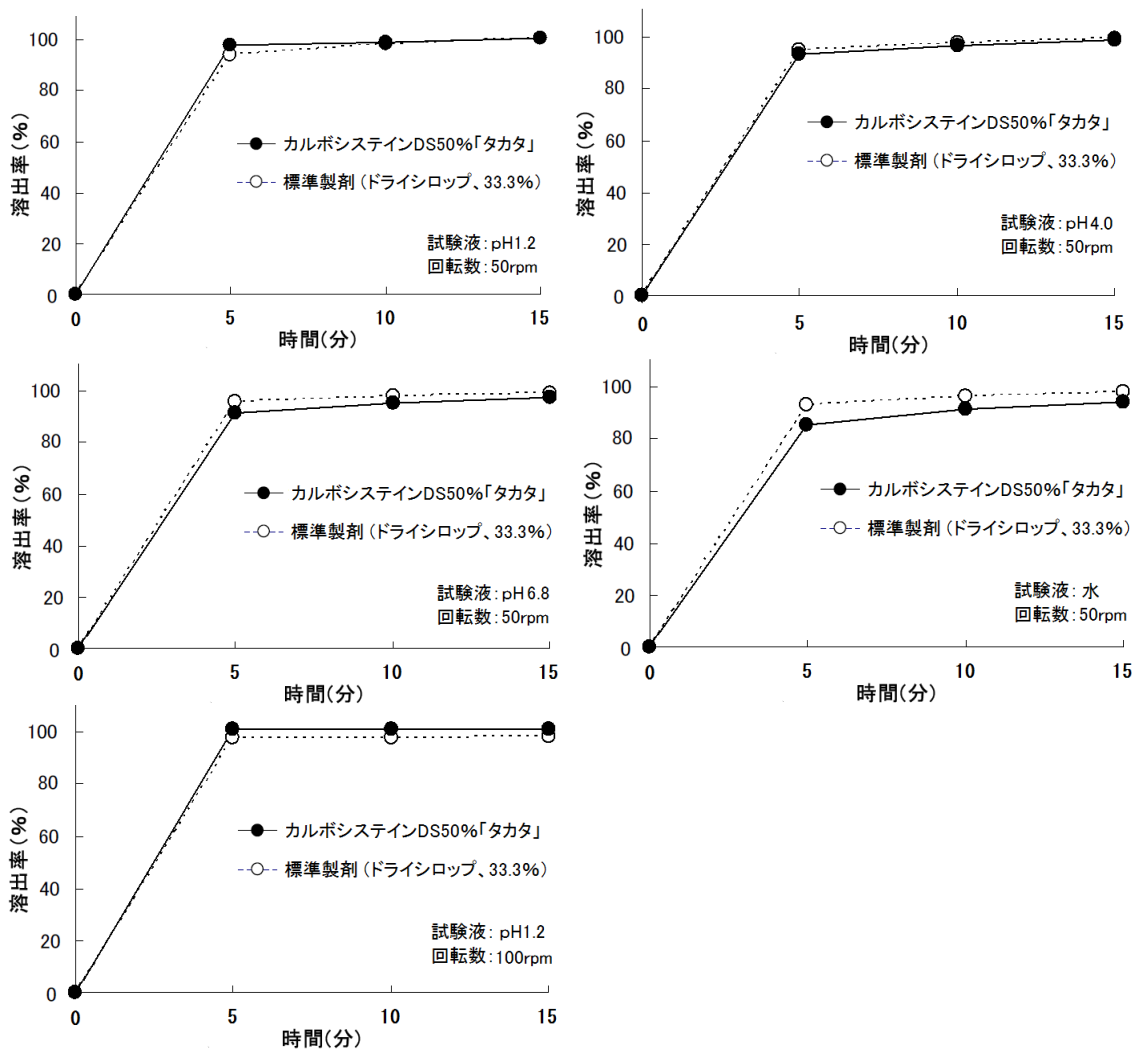 溶出率(%)
100
80
60
40
20
0
カルボシステインDS50%「タカタ」
標準製剤(ドライシロップ、33.3%)
試験液:pH1.2
回転数:50rpm
0 5 10 15
時間(分)
溶出率(%)
100
80
60
40
20
0
カルボシステインDS50%「タカタ」
標準製剤(ドライシロップ、33.3%)
試験液:pH4.0
回転数:50rpm
0 5 10 15
時間(分)
溶出率(%)
100
80
60
40
20
0
カルボシステインDS50%「タカタ」
標準製剤(ドライシロップ、33.3%)
試験液:pH6.8
回転数:50rpm
0 5 10 15
時間(分)
溶出率(%)
100
80
60
40
20
0
カルボシステインDS50%「タカタ」
標準製剤(ドライシロップ、33.3%)
試験液:水
回転数:50rpm
0 5 10 15
時間(分)
溶出率(%)
100
80
60
40
20
0
カルボシステインDS50%「タカタ」
標準製剤(ドライシロップ、33.3%)
試験液:pH1.2
回転数:100rpm
0 5 10 15
時間(分)